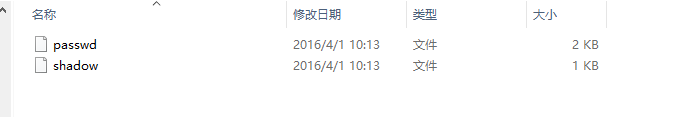 名称 修改日期 类型 大小
passwd 2016/4/1 10:13 文件 2 KB
shadow 2016/4/1 10:13 文件 1 KB